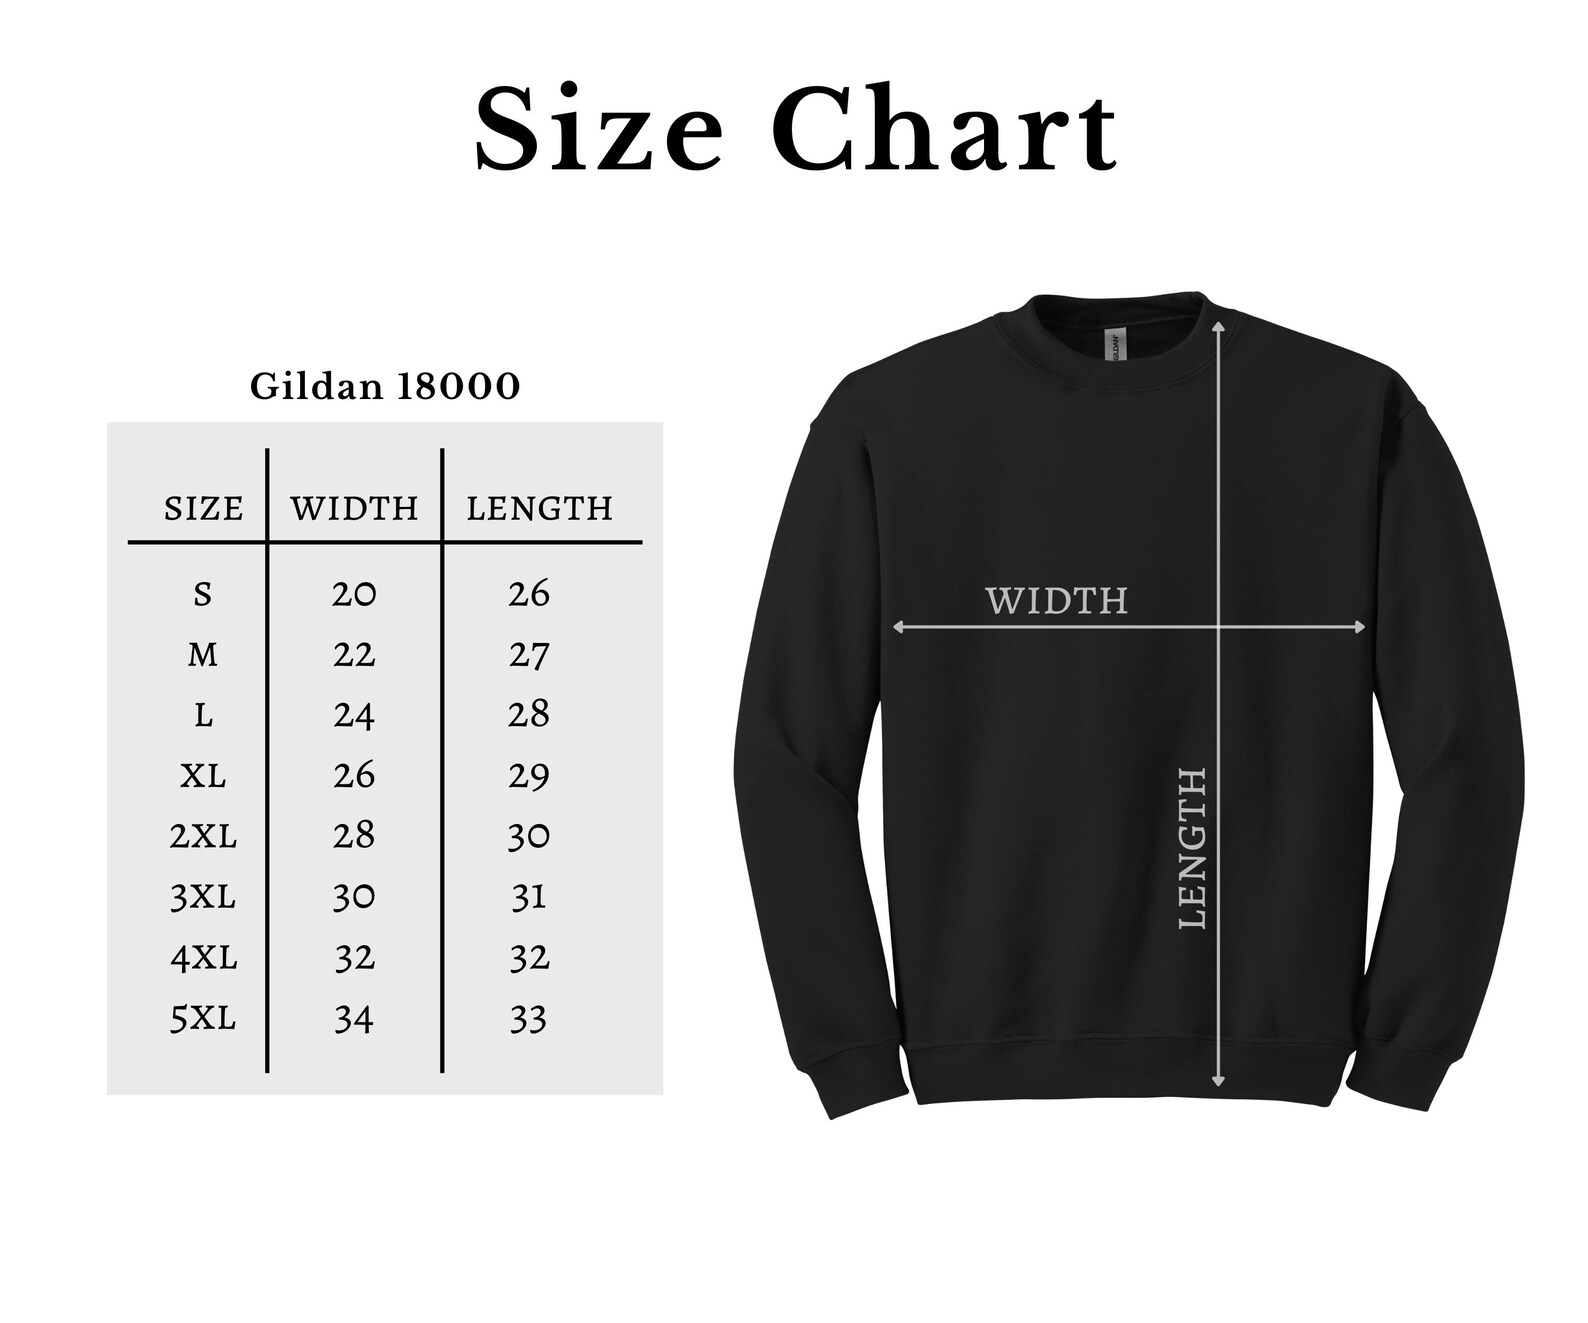 Size Chart
Gildan 18000
SIZE WIDTH LENGTH
S 20 26
M 22 27
L 24 28
XL 26 29
2XL 28 30
3XL 30 31
4XL 32 32
5XL 34 33
GILDAN
WIDTH
LENGTH